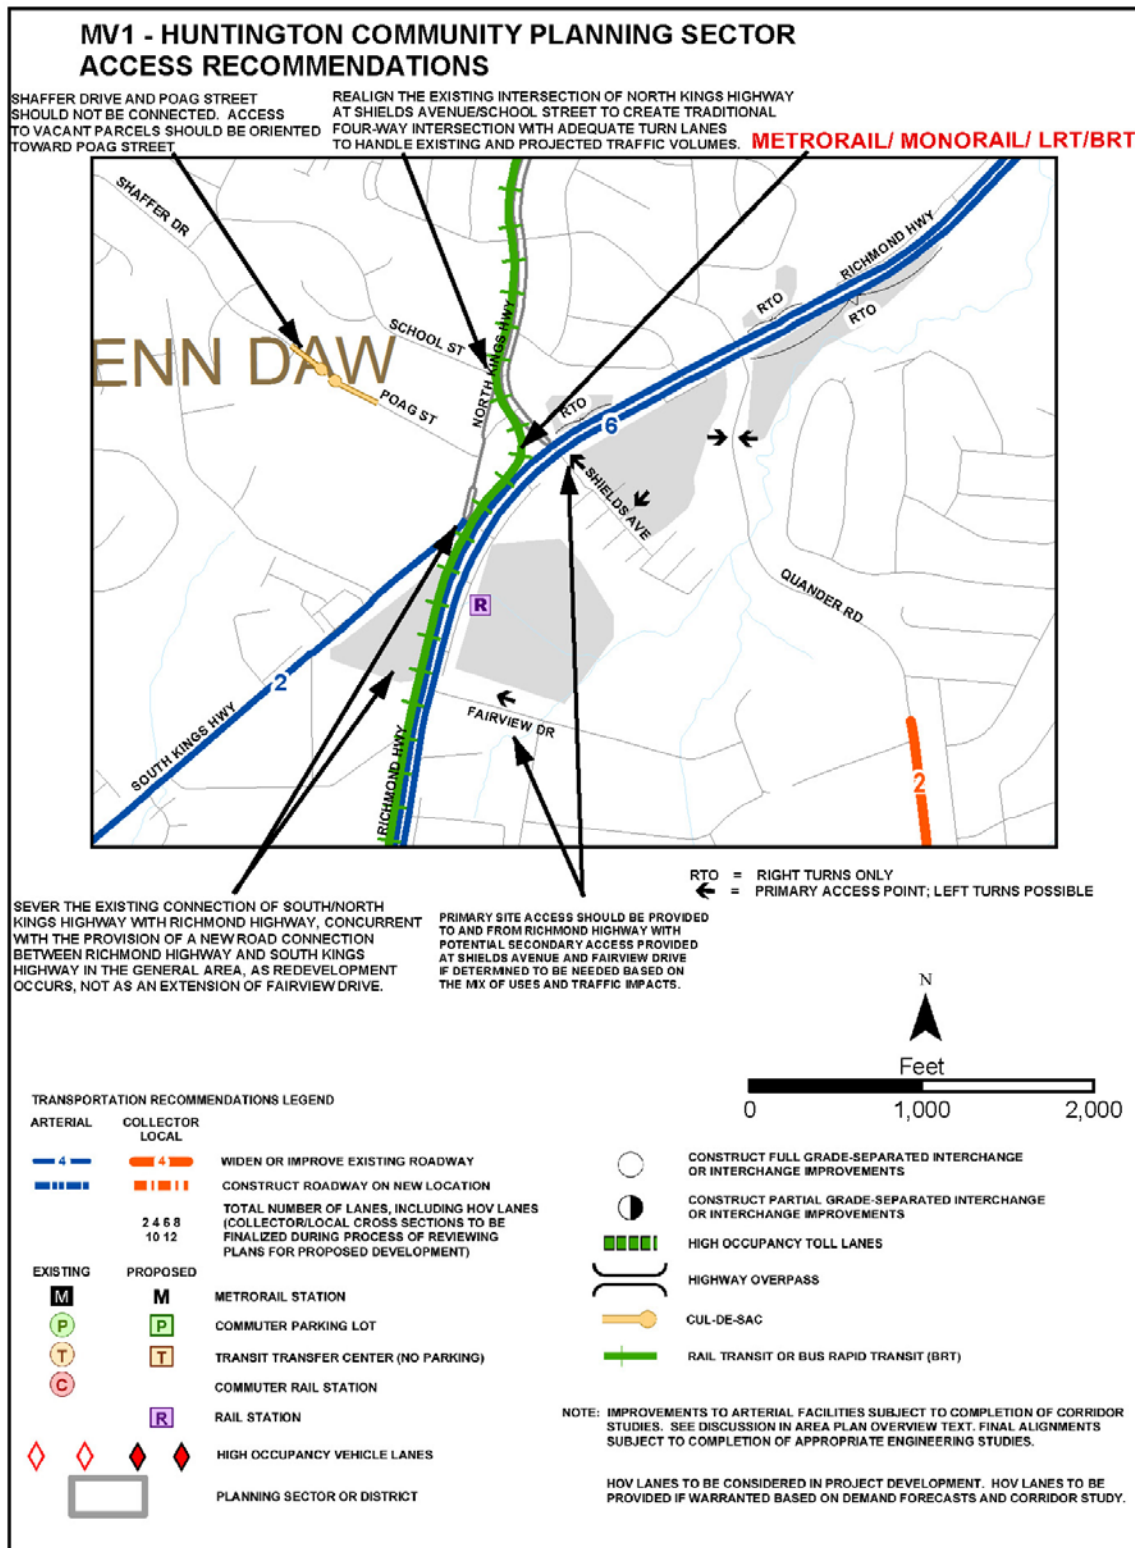 MV1 - HUNTINGTON COMMUNITY PLANNING SECTOR
ACCESS RECOMMENDATIONS
SHAFFER DRIVE AND POAG STREET
SHOULD NOT BE CONNECTED. ACCESS
TO VACANT PARCELS SHOULD BE ORIENTED
TOWARD POAG STREET
REALIGN THE EXISTING INTERSECTION OF NORTH KINGS HIGHWAY
AT SHIELDS AVENUE/SCHOOL STREET TO CREATE TRADITIONAL
FOUR-WAY INTERSECTION WITH ADEQUATE TURN LANES
TO HANDLE EXISTING AND PROJECTED TRAFFIC VOLUMES.
METRORAIL/ MONORAIL/ LRT/BRT
SHAFFER DR
RICHMOND HWY
RTO
RTO
SCHOOL ST
NORTH KINGS HWY
ENN DAW
POAG ST
RTO
6
SHIELDS AVE
QUANDER RD
R
2
FAIRVIEW DR
SOUTH KINGS HWY
RICHMOND HWY
2
RTO = RIGHT TURNS ONLY
= PRIMARY ACCESS POINT; LEFT TURNS POSSIBLE
SEVER THE EXISTING CONNECTION OF SOUTH/NORTH
KINGS HIGHWAY WITH RICHMOND HIGHWAY, CONCURRENT
WITH THE PROVISION OF A NEW ROAD CONNECTION
BETWEEN RICHMOND HIGHWAY AND SOUTH KINGS
HIGHWAY IN THE GENERAL AREA, AS REDEVELOPMENT
OCCURS, NOT AS AN EXTENSION OF FAIRVIEW DRIVE.
PRIMARY SITE ACCESS SHOULD BE PROVIDED
TO AND FROM RICHMOND HIGHWAY WITH
POTENTIAL SECONDARY ACCESS PROVIDED
AT SHIELDS AVENUE AND FAIRVIEW DRIVE
IF DETERMINED TO BE NEEDED BASED ON
THE MIX OF USES AND TRAFFIC IMPACTS.
N
Feet
0 1,000 2,000
TRANSPORTATION RECOMMENDATIONS LEGEND
ARTERIAL COLLECTOR
LOCAL
4 4 WIDEN OR IMPROVE EXISTING ROADWAY
CONSTRUCT ROADWAY ON NEW LOCATION
2 4 6 8
10 12
TOTAL NUMBER OF LANES, INCLUDING HOV LANES
(COLLECTOR/LOCAL CROSS SECTIONS TO BE
FINALIZED DURING PROCESS OF REVIEWING
PLANS FOR PROPOSED DEVELOPMENT)
EXISTING PROPOSED
M M METRORAIL STATION
P P COMMUTER PARKING LOT
T T TRANSIT TRANSFER CENTER (NO PARKING)
C COMMUTER RAIL STATION
R RAIL STATION
HIGH OCCUPANCY VEHICLE LANES
PLANNING SECTOR OR DISTRICT
CONSTRUCT FULL GRADE-SEPARATED INTERCHANGE
OR INTERCHANGE IMPROVEMENTS
CONSTRUCT PARTIAL GRADE-SEPARATED INTERCHANGE
OR INTERCHANGE IMPROVEMENTS
HIGH OCCUPANCY TOLL LANES
HIGHWAY OVERPASS
CUL-DE-SAC
RAIL TRANSIT OR BUS RAPID TRANSIT (BRT)
NOTE: IMPROVEMENTS TO ARTERIAL FACILITIES SUBJECT TO COMPLETION OF CORRIDOR
STUDIES. SEE DISCUSSION IN AREA PLAN OVERVIEW TEXT. FINAL ALIGNMENTS
SUBJECT TO COMPLETION OF APPROPRIATE ENGINEERING STUDIES.
HOV LANES TO BE CONSIDERED IN PROJECT DEVELOPMENT. HOV LANES TO BE
PROVIDED IF WARRANTED BASED ON DEMAND FORECASTS AND CORRIDOR STUDY.